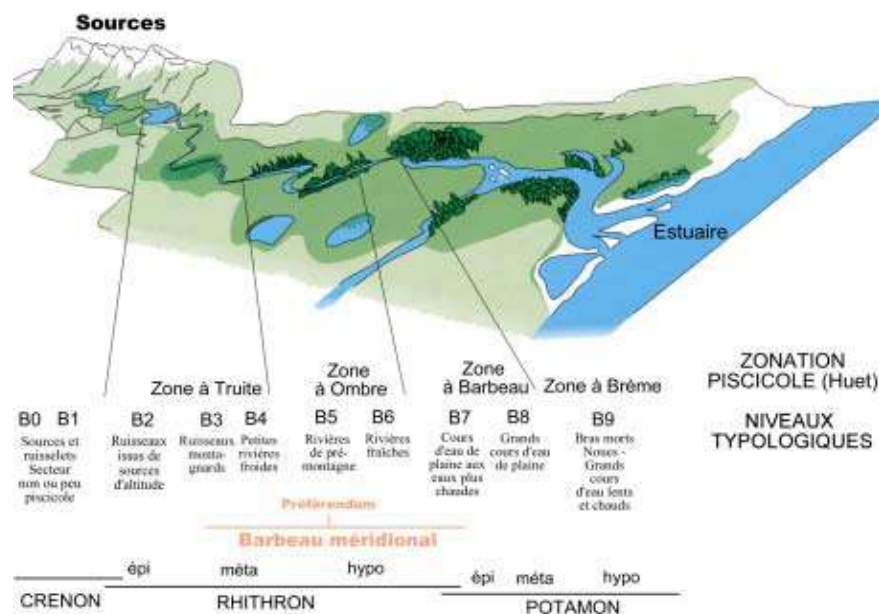 Sources
Estuaire
Zone à Truite
Zone
à Ombre
Zone
à Barbeau
Zone à Brême
ZONATION
PISCICOLE (Huet)
B0 B1
Sources et
ruisselets
Secteur
non ou peu
piscicole
B2
Ruisseaux
issus de
sources
d'altitude
B3
Ruisseaux
monta-
gnards
B4
Petites
rivières
froides
B5
Rivières
de pré-
montagne
B6
Rivières
fraîches
B7
Cours
d'eau de
plaine aux
eaux plus
chaudes
B8
Grands
cours d'eau
de plaine
B9
Bras morts
Noues -
Grands
cours
d'eau lents
et chauds
NIVEAUX
TYPOLOGIQUES
Préférendum
Barbeau méridional
épi méta hypo
épi méta hypo
CRENON
RHITHRON
POTAMON